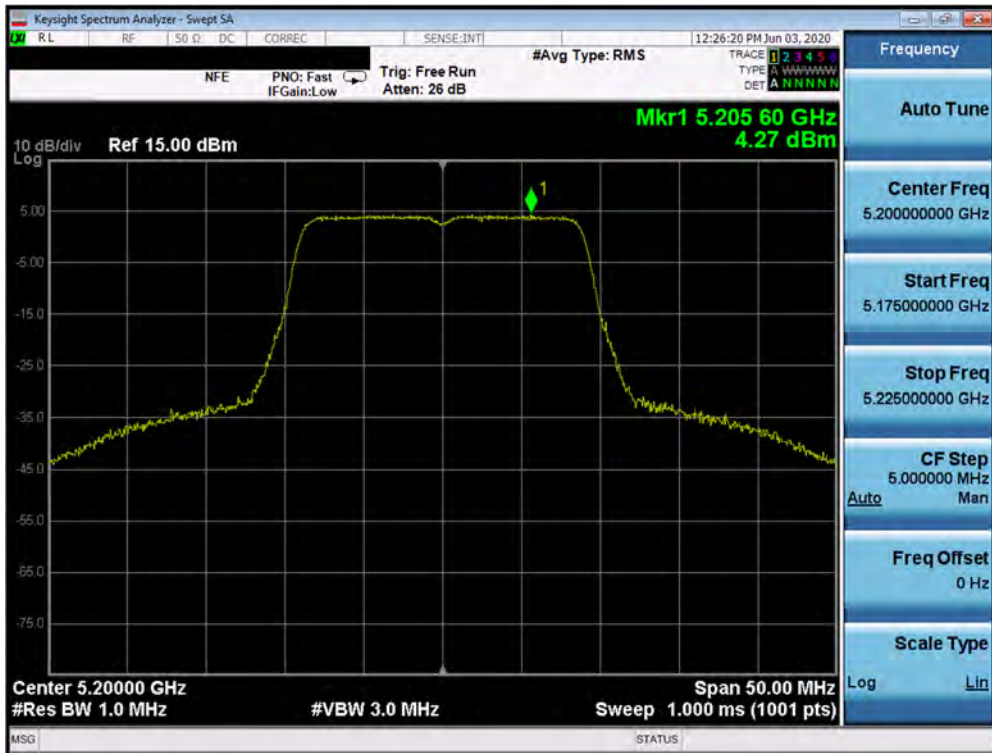 Keysight Spectrum Analyzer - Swept SA
LXI RL RF 50 Ω DC CORREC SENSE:INT 12:26:20 PM Jun 03, 2020
#Avg Type: RMS TRACE 1 2 3 4 5 6
NFE PNO: Fast Trig: Free Run TYPE A WWWWW
IFGain:Low Atten: 26 dB DET A N N N N N
Mkr1 5.205 60 GHz
4.27 dBm
10 dB/div Ref 15.00 dBm
Log
1
5.00
-5.00
-15.0
-25.0
-35.0
-45.0
-55.0
-65.0
-75.0
Center 5.20000 GHz Span 50.00 MHz
#Res BW 1.0 MHz #VBW 3.0 MHz Sweep 1.000 ms (1001 pts)
MSG STATUS
Frequency
Auto Tune
Center Freq
5.200000000 GHz
Start Freq
5.175000000 GHz
Stop Freq
5.225000000 GHz
CF Step
5.000000 MHz
Auto Man
Freq Offset
0 Hz
Scale Type
Log Lin